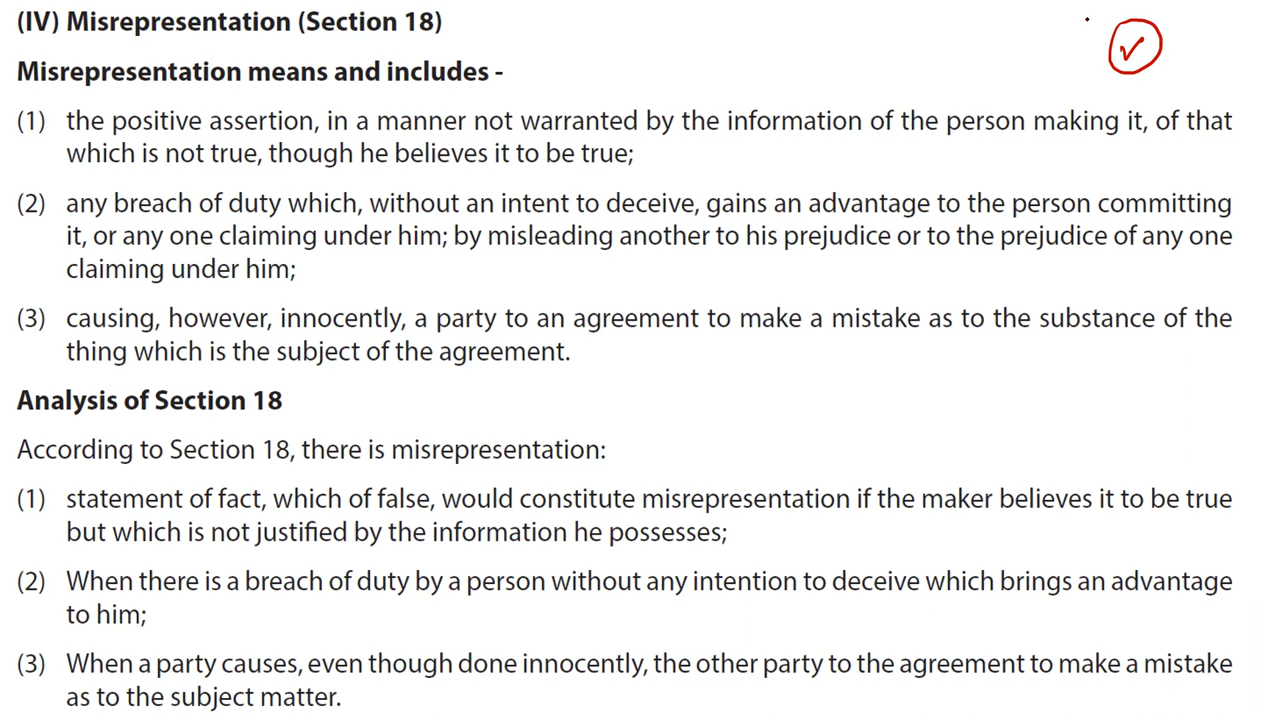 (IV) Misrepresentation (Section 18)
Misrepresentation means and includes -
(1) the positive assertion, in a manner not warranted by the information of the person making it, of that
which is not true, though he believes it to be true;
(2) any breach of duty which, without an intent to deceive, gains an advantage to the person committing
it, or any one claiming under him; by misleading another to his prejudice or to the prejudice of any one
claiming under him;
(3) causing, however, innocently, a party to an agreement to make a mistake as to the substance of the
thing which is the subject of the agreement.
Analysis of Section 18
According to Section 18, there is misrepresentation:
(1) statement of fact, which of false, would constitute misrepresentation if the maker believes it to be true
but which is not justified by the information he possesses;
(2) When there is a breach of duty by a person without any intention to deceive which brings an advantage
to him;
(3) When a party causes, even though done innocently, the other party to the agreement to make a mistake
as to the subject matter.